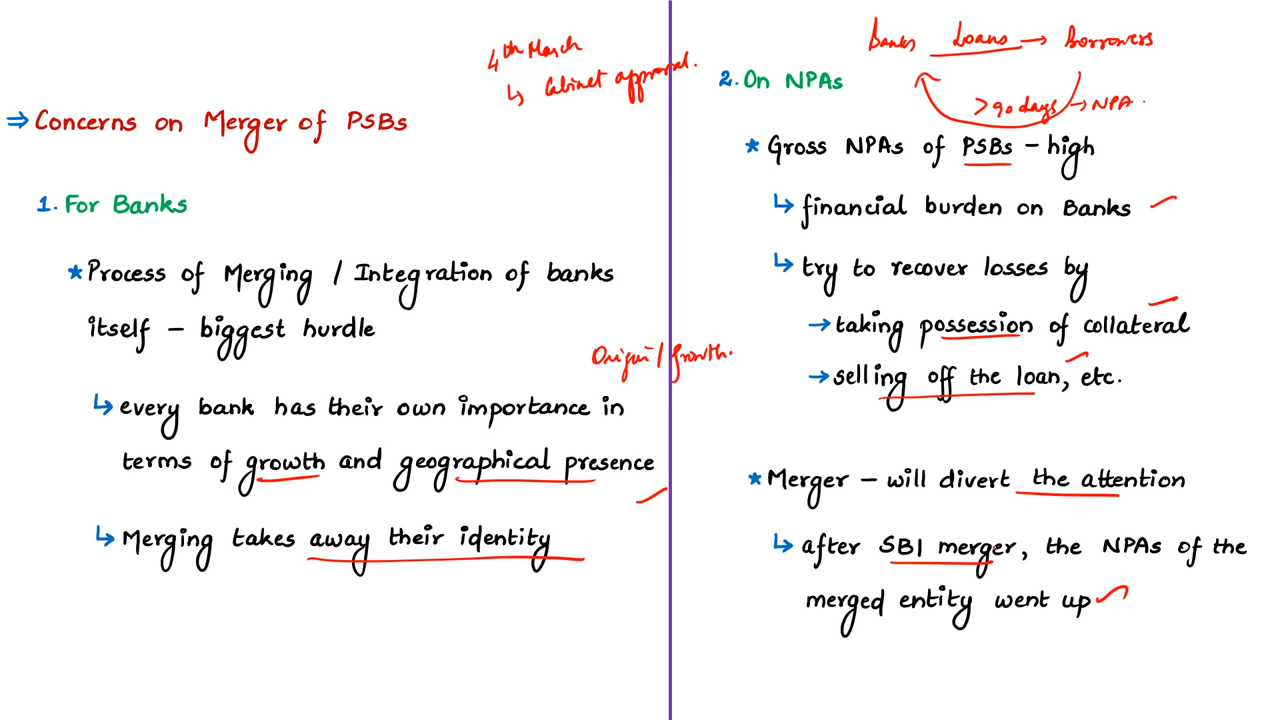 4th March
↳ Cabinet approval.
⇒ Concerns on Merger of PSBs
1. For Banks
* Process of Merging / Integration of banks
itself – biggest hurdle
Origin / Growth.
↳ every bank has their own importance in
terms of growth and geographical presence
↳ Merging takes away their identity
Banks Loans → Borrowers
>90 days → NPA.
2. On NPAs
* Gross NPAs of PSBs – high
↳ financial burden on Banks
↳ try to recover losses by
→ taking possession of collateral
→ selling off the loan, etc.
* Merger – will divert the attention
↳ after SBI merger, the NPAs of the
merged entity went up